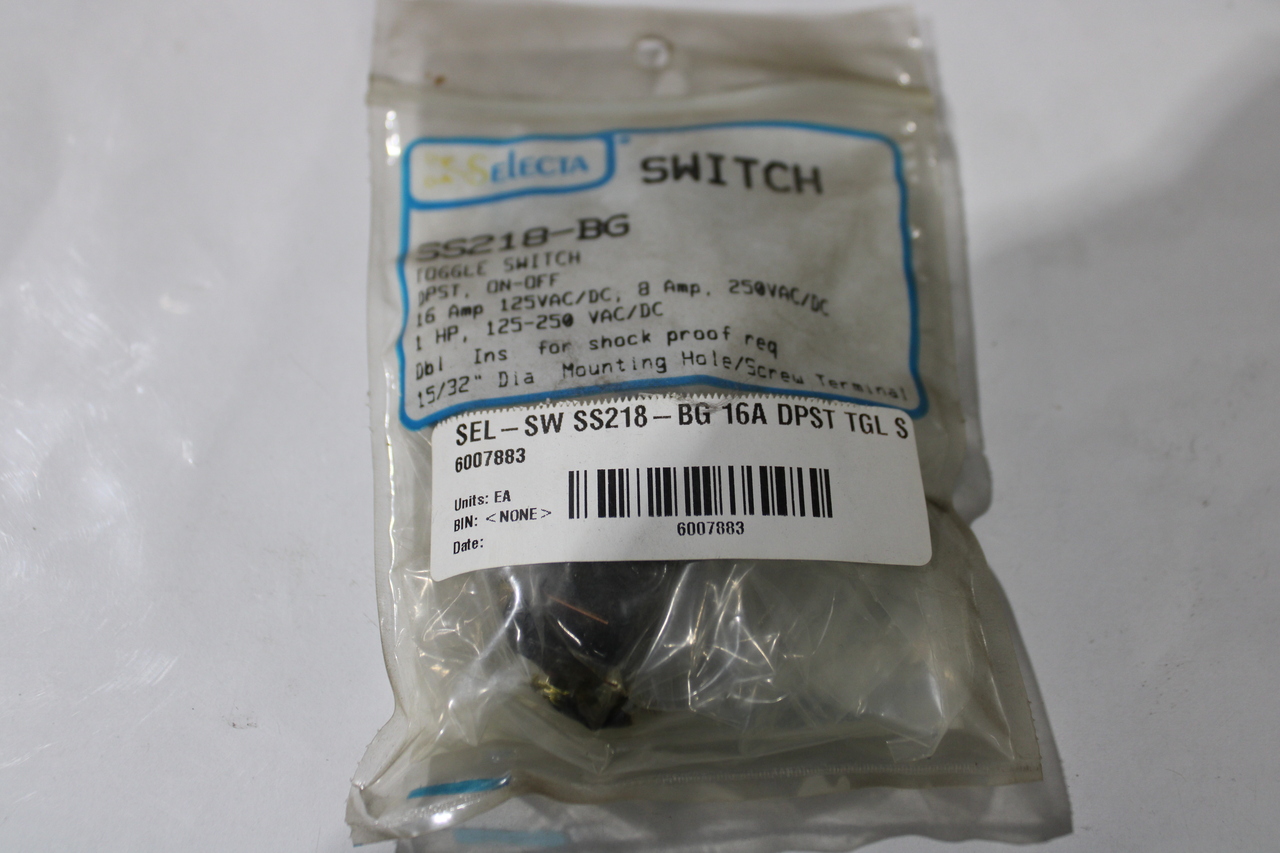 SELECTA
SWITCH
SS218-BG
TOGGLE SWITCH
DPST, ON-OFF
16 Amp 125VAC/DC, 8 Amp. 250VAC/DC
1 HP, 125-250 VAC/DC
Dbl Ins for shock proof req
15/32" Dia Mounting Hole/Screw Terminal
SEL-SW SS218-BG 16A DPST TGL S
6007883
Units: EA
BIN: <NONE>
Date:
6007883